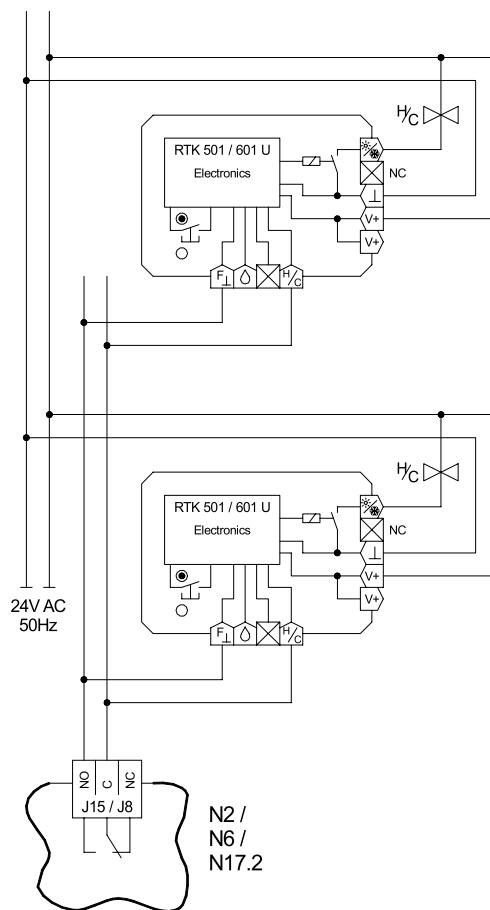 H/C
RTK 501 / 601 U
Electronics
NC
⊥
V+
V+
F⊥
H/C
H/C
RTK 501 / 601 U
Electronics
NC
⊥
V+
V+
24V AC
50Hz
F⊥
H/C
NO
C
NC
J15 / J8
N2 /
N6 /
N17.2